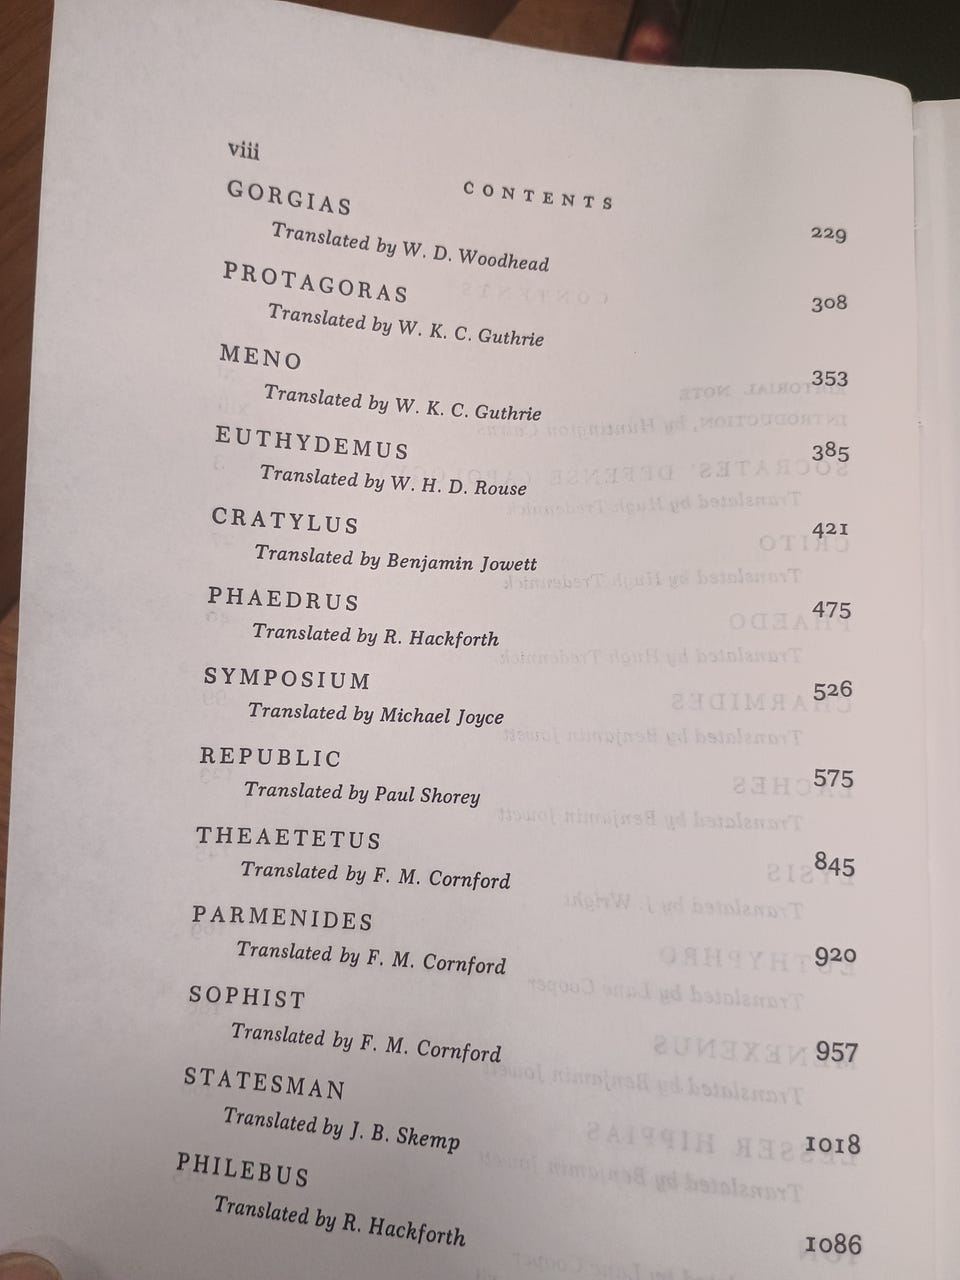 viii
CONTENTS
GORGIAS 229
Translated by W. D. Woodhead
PROTAGORAS 308
Translated by W. K. C. Guthrie
MENO 353
Translated by W. K. C. Guthrie
EUTHYDEMUS 385
Translated by W. H. D. Rouse
CRATYLUS 421
Translated by Benjamin Jowett
PHAEDRUS 475
Translated by R. Hackforth
SYMPOSIUM 526
Translated by Michael Joyce
REPUBLIC 575
Translated by Paul Shorey
THEAETETUS 845
Translated by F. M. Cornford
PARMENIDES 920
Translated by F. M. Cornford
SOPHIST 957
Translated by F. M. Cornford
STATESMAN 1018
Translated by J. B. Skemp
PHILEBUS 1086
Translated by R. Hackforth